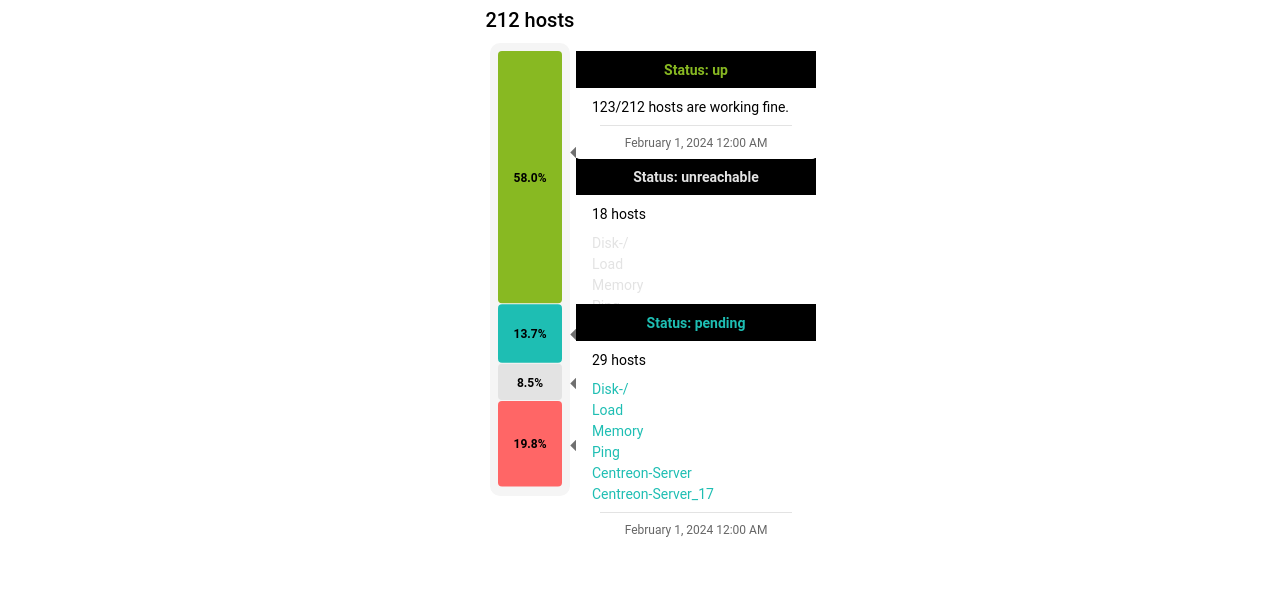 212 hosts
58.0%
13.7%
8.5%
19.8%
Status: up
123/212 hosts are working fine.
February 1, 2024 12:00 AM
Status: unreachable
18 hosts
Disk-/
Load
Memory
Status: pending
29 hosts
Disk-/
Load
Memory
Ping
Centreon-Server
Centreon-Server_17
February 1, 2024 12:00 AM